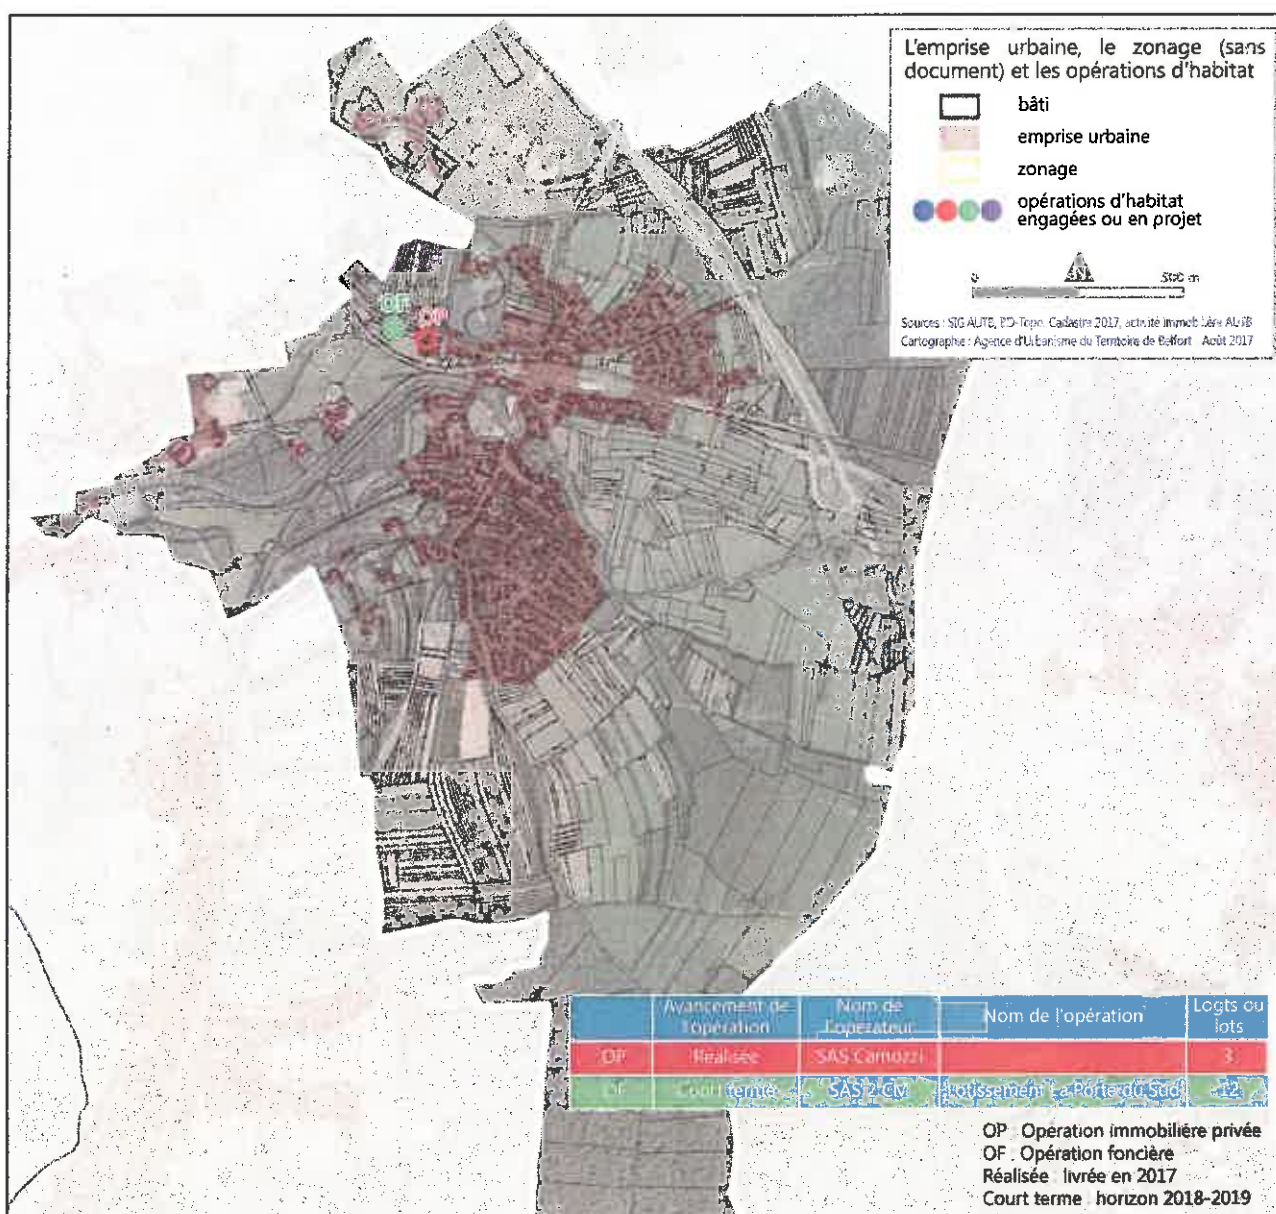 L'emprise urbaine, le zonage (sans
document) et les opérations d'habitat
bâti
emprise urbaine
zonage
opérations d'habitat
engagées ou en projet
N
0 500 m
Sources : SIG AUTB, BD-Topo, Cadastre 2017, activité immobilière AUTB
Cartographie : Agence d'Urbanisme du Territoire de Belfort Août 2017
OF
OP
Avancement de l'opération Nom de l'opérateur Nom de l'opération Logts ou lots
OP Réalisée SAS Camozzi 3
OF Court terme SAS 2 Lotissement La Porte du Sud 12
OP : Opération immobilière privée
OF : Opération foncière
Réalisée : livrée en 2017
Court terme : horizon 2018-2019